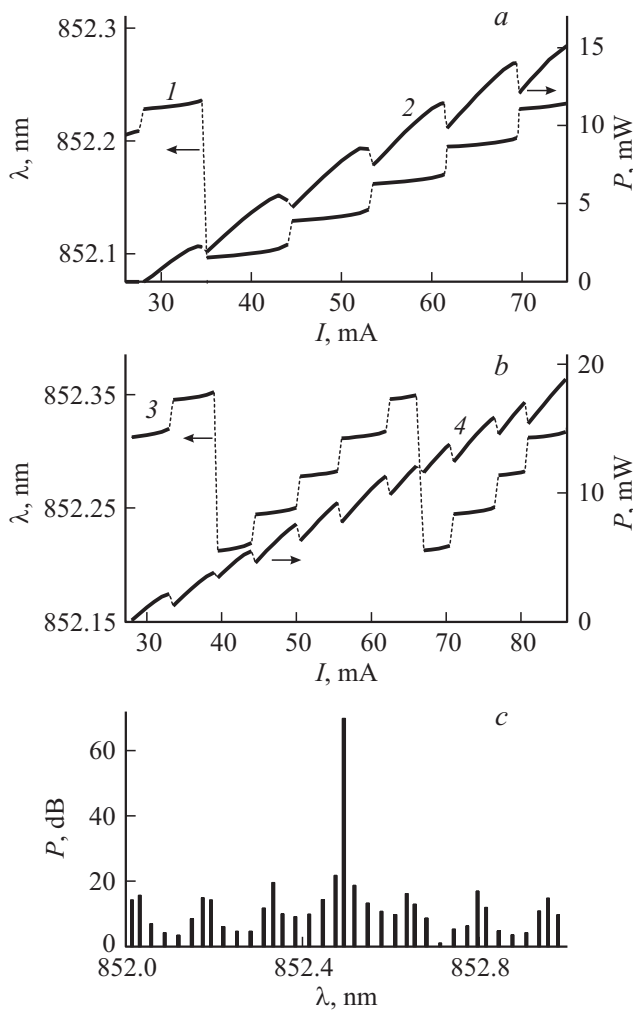 a
852.3
852.2
852.1
λ, nm
1
2
15
10
5
0
P, mW
30 40 50 60 70
I, mA
b
852.35
852.25
852.15
λ, nm
3
4
20
10
0
P, mW
30 40 50 60 70 80
I, mA
c
60
40
20
0
P, dB
852.0 852.4 852.8
λ, nm